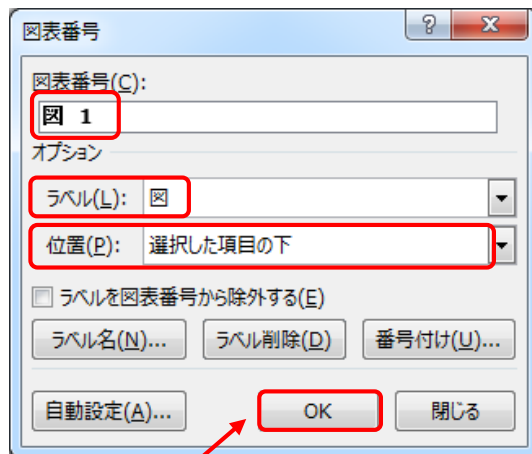 図表番号
図表番号(C):
図 1
オプション
ラベル(L): 図
位置(P): 選択した項目の下
ラベルを図表番号から除外する(E)
ラベル名(N)... ラベル削除(D) 番号付け(U)...
自動設定(A)... OK 閉じる